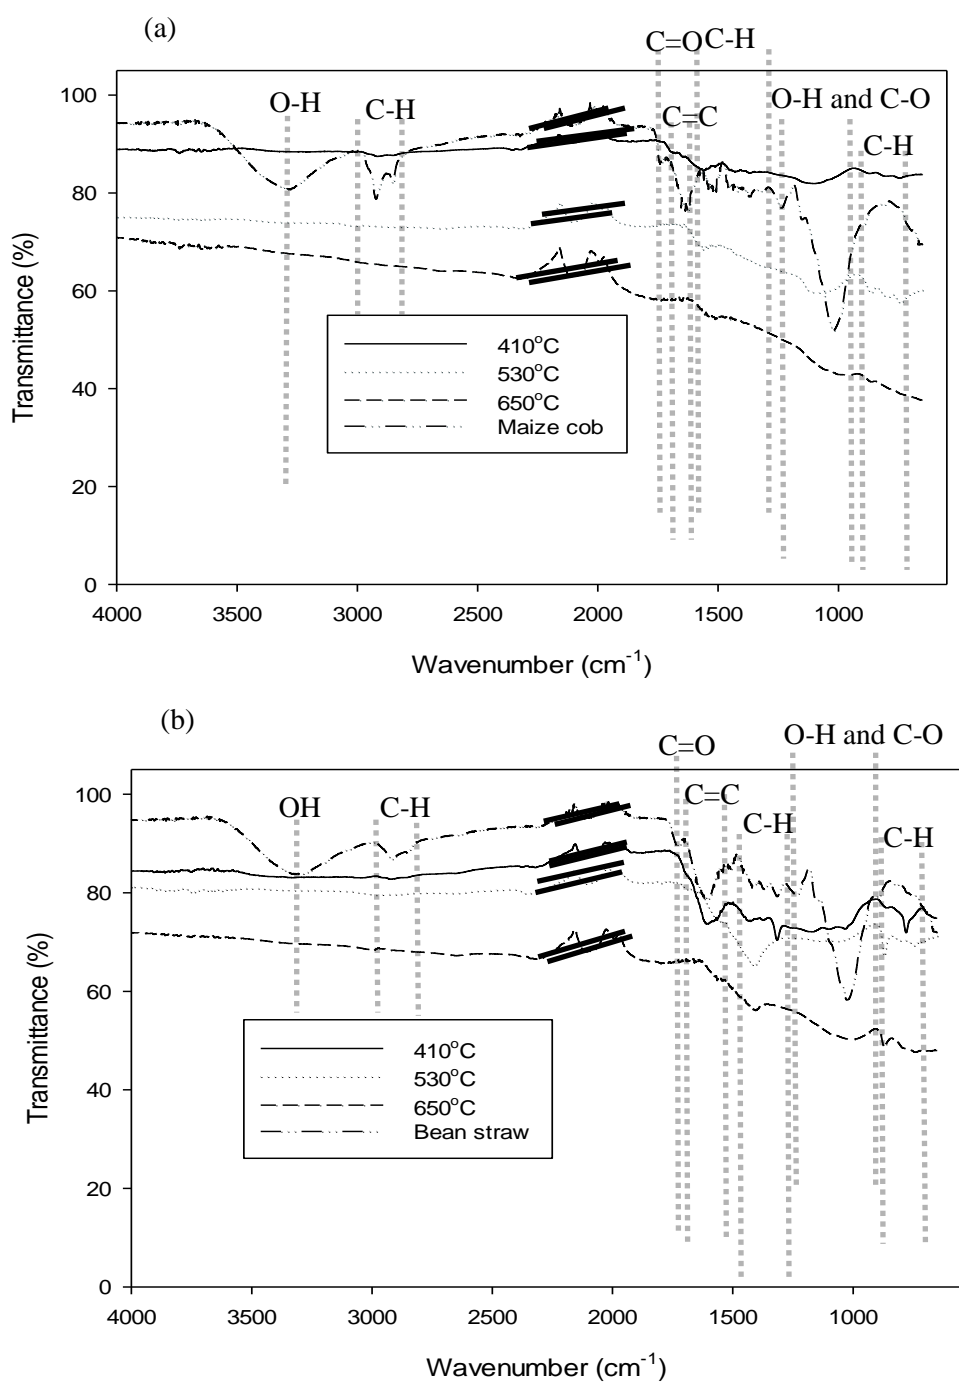 (a)
C=O C-H
O-H C-H C=C O-H and C-O
C-H
100
80
60
40
20
0
Transmittance (%)
410°C
530°C
650°C
Maize cob
4000 3500 3000 2500 2000 1500 1000
Wavenumber (cm⁻¹)
(b)
C=O O-H and C-O
OH C-H C=C C-H C-H
100
80
60
40
20
0
Transmittance (%)
410°C
530°C
650°C
Bean straw
4000 3500 3000 2500 2000 1500 1000
Wavenumber (cm⁻¹)